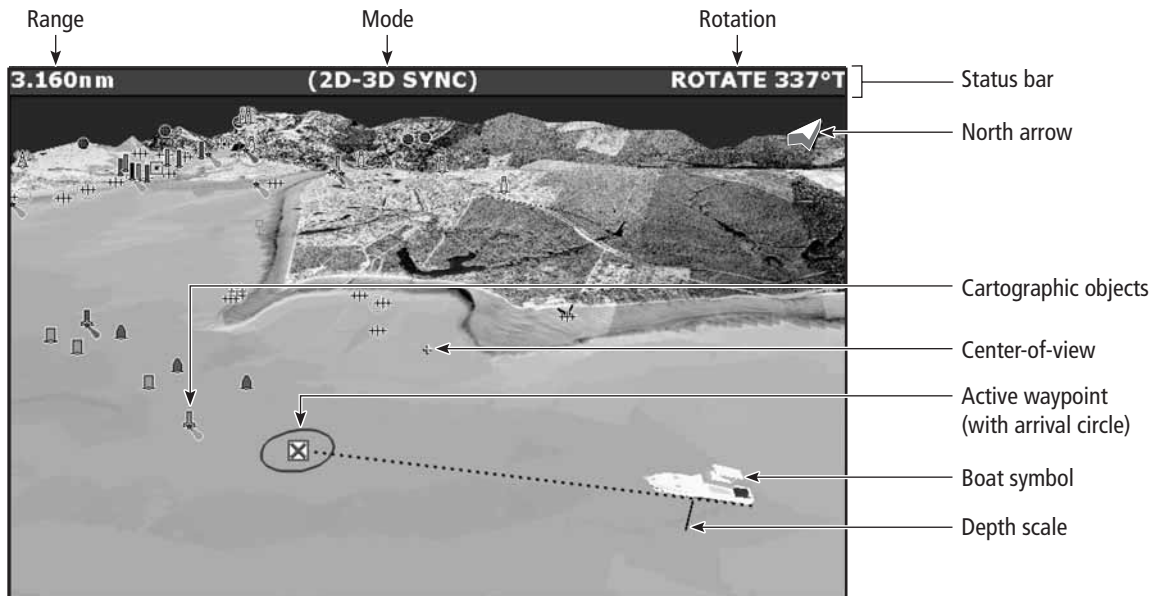 Range Mode Rotation
3.160nm (2D-3D SYNC) ROTATE 337°T
Status bar
North arrow
Cartographic objects
Center-of-view
Active waypoint
(with arrival circle)
Boat symbol
Depth scale